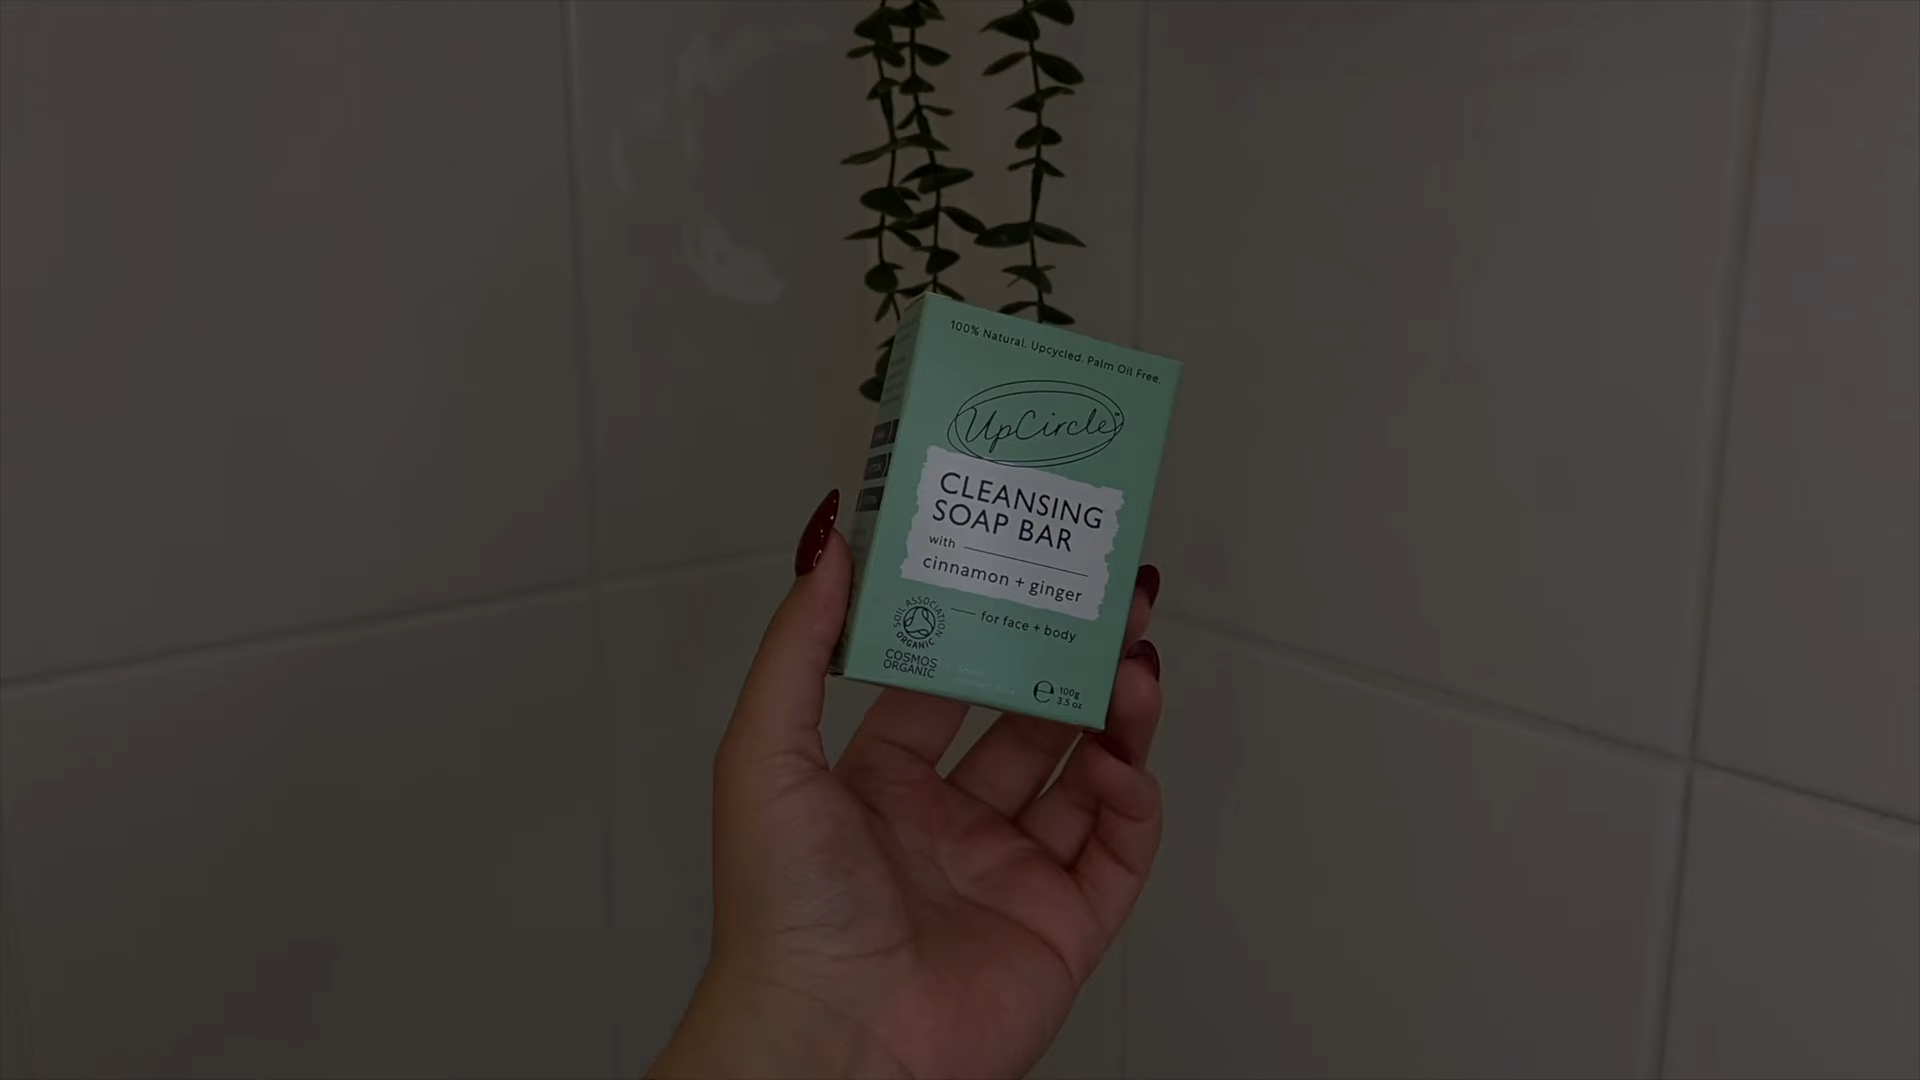 100% Natural. Upcycled. Palm Oil Free.
UpCircle
CLEANSING
SOAP BAR
with
cinnamon + ginger
for face + body
SOIL ASSOCIATION
ORGANIC
COSMOS
ORGANIC
e 100g
3.5 oz